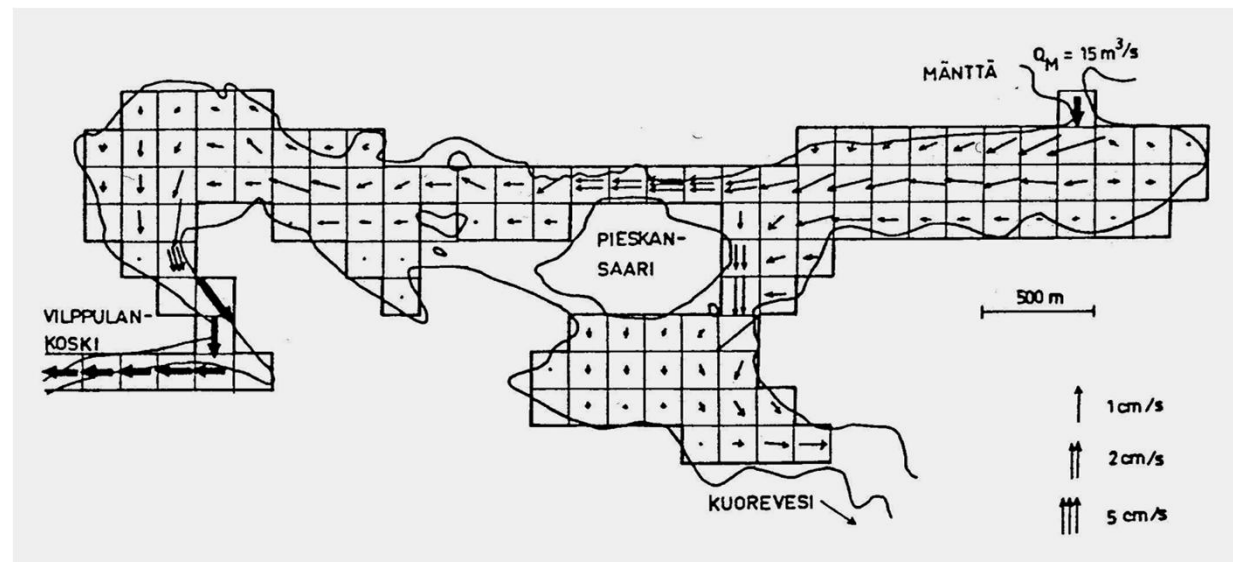 MÄNTTÄ
Q_M = 15 m³/s
PIESKAN-
SAARI
VILPPULAN-
KOSKI
500 m
1 cm/s
2 cm/s
5 cm/s
KUOREVESI